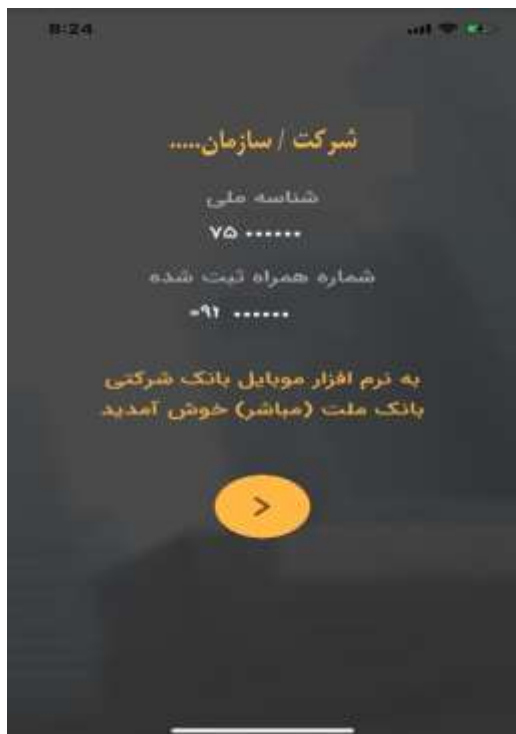 8:24
شرکت / سازمان.....
شناسه ملی
۷۵ ••••••
شماره همراه ثبت شده
۰۹۲ ••••••
به نرم افزار موبایل بانک شرکتی
بانک ملت (مباشر) خوش آمدید